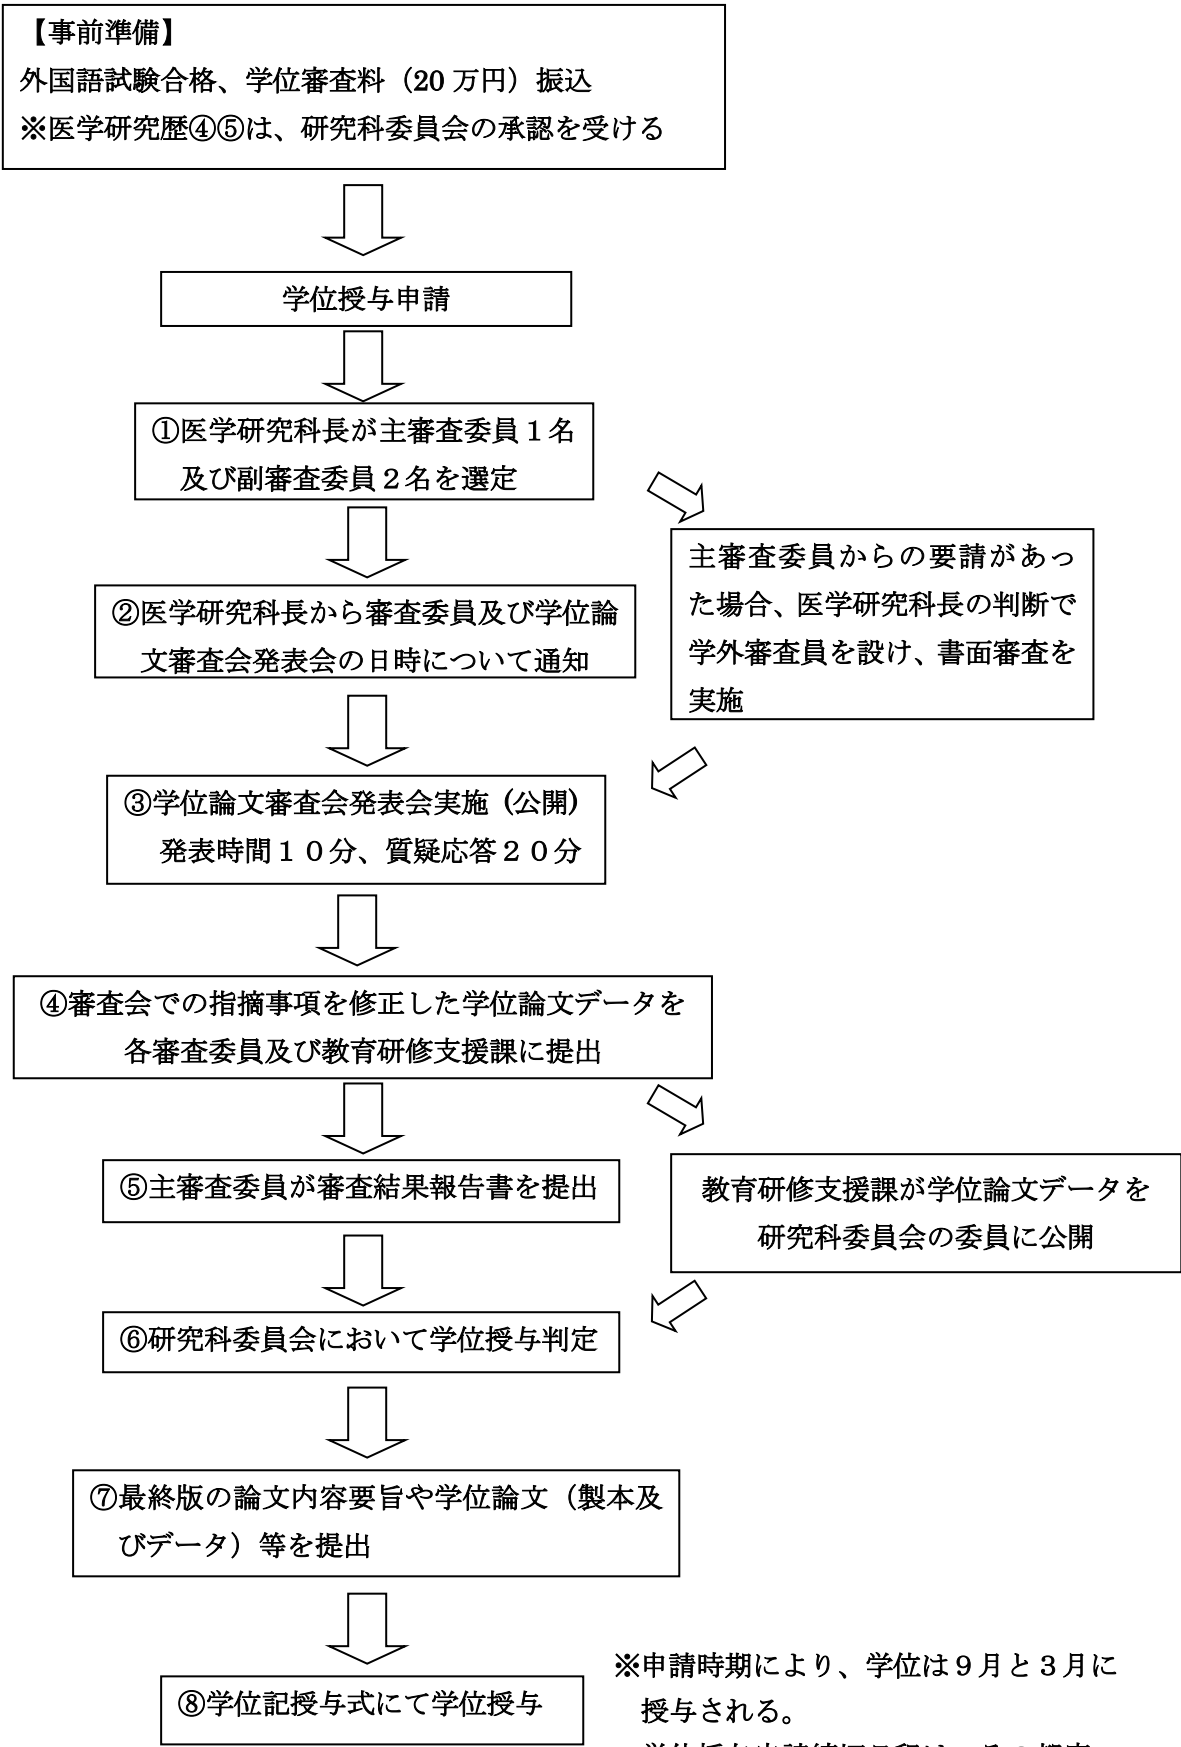 【事前準備】
外国語試験合格、学位審査料（20 万円）振込
※医学研究歴④⑤は、研究科委員会の承認を受ける
学位授与申請
①医学研究科長が主審査委員１名
及び副審査委員２名を選定
主審査委員からの要請があっ
た場合、医学研究科長の判断で
学外審査員を設け、書面審査を
実施
②医学研究科長から審査委員及び学位論
文審査会発表会の日時について通知
③学位論文審査会発表会実施（公開）
発表時間１０分、質疑応答２０分
④審査会での指摘事項を修正した学位論文データを
各審査委員及び教育研修支援課に提出
⑤主審査委員が審査結果報告書を提出
教育研修支援課が学位論文データを
研究科委員会の委員に公開
⑥研究科委員会において学位授与判定
⑦最終版の論文内容要旨や学位論文（製本及
びデータ）等を提出
⑧学位記授与式にて学位授与
※申請時期により、学位は９月と３月に
授与される。